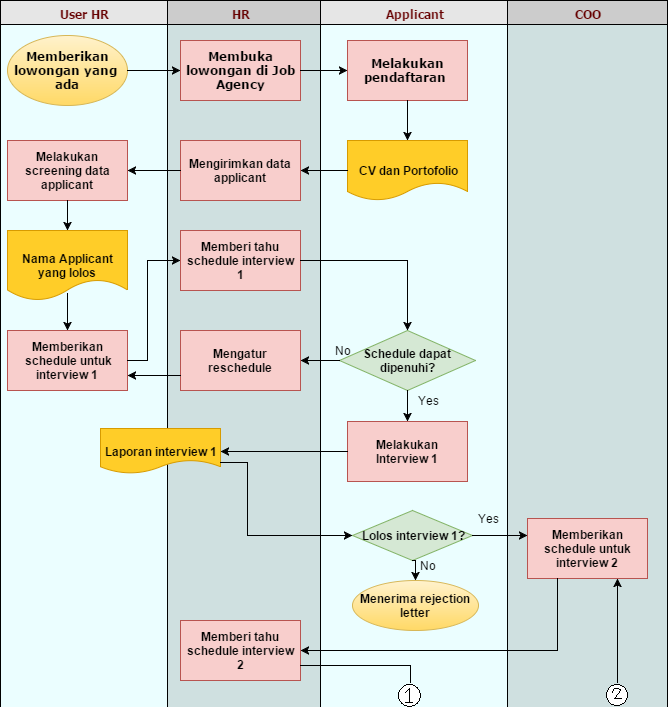 User HR
HR
Applicant
COO
Memberikan
lowongan yang
ada
Membuka
lowongan di Job
Agency
Melakukan
pendaftaran
Melakukan
screening data
applicant
Mengirimkan data
applicant
CV dan Portofolio
Nama Applicant
yang lolos
Memberi tahu
schedule interview
1
Memberikan
schedule untuk
interview 1
Mengatur
reschedule
No
Schedule dapat
dipenuhi?
Yes
Laporan interview 1
Melakukan
Interview 1
Lolos interview 1?
Yes
Memberikan
schedule untuk
interview 2
No
Menerima rejection
letter
Memberi tahu
schedule interview
2
1
2